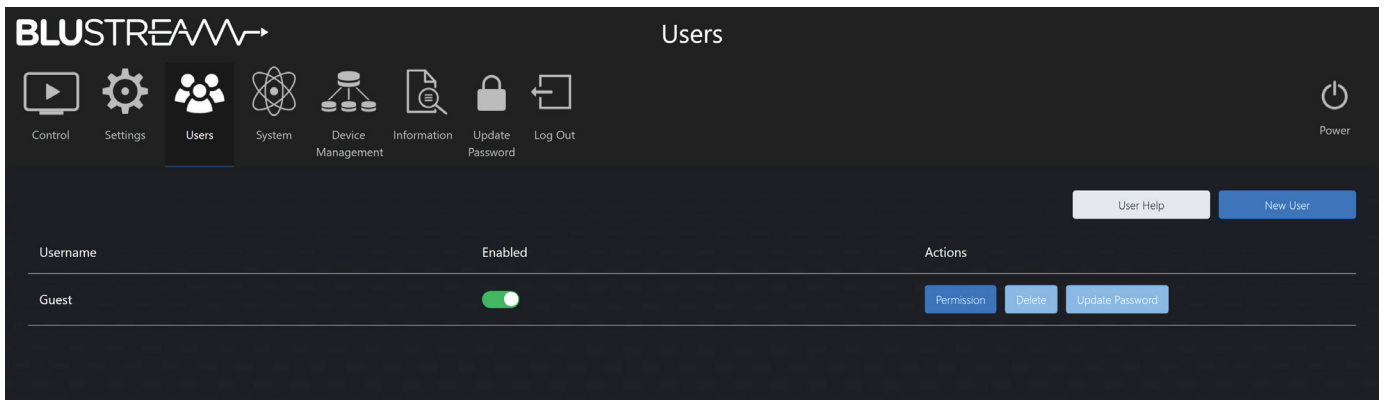 BLUSTREAM
Users
Control
Settings
Users
System
Device
Management
Information
Update
Password
Log Out
Power
User Help
New User
Username
Enabled
Actions
Guest
Permission
Delete
Update Password